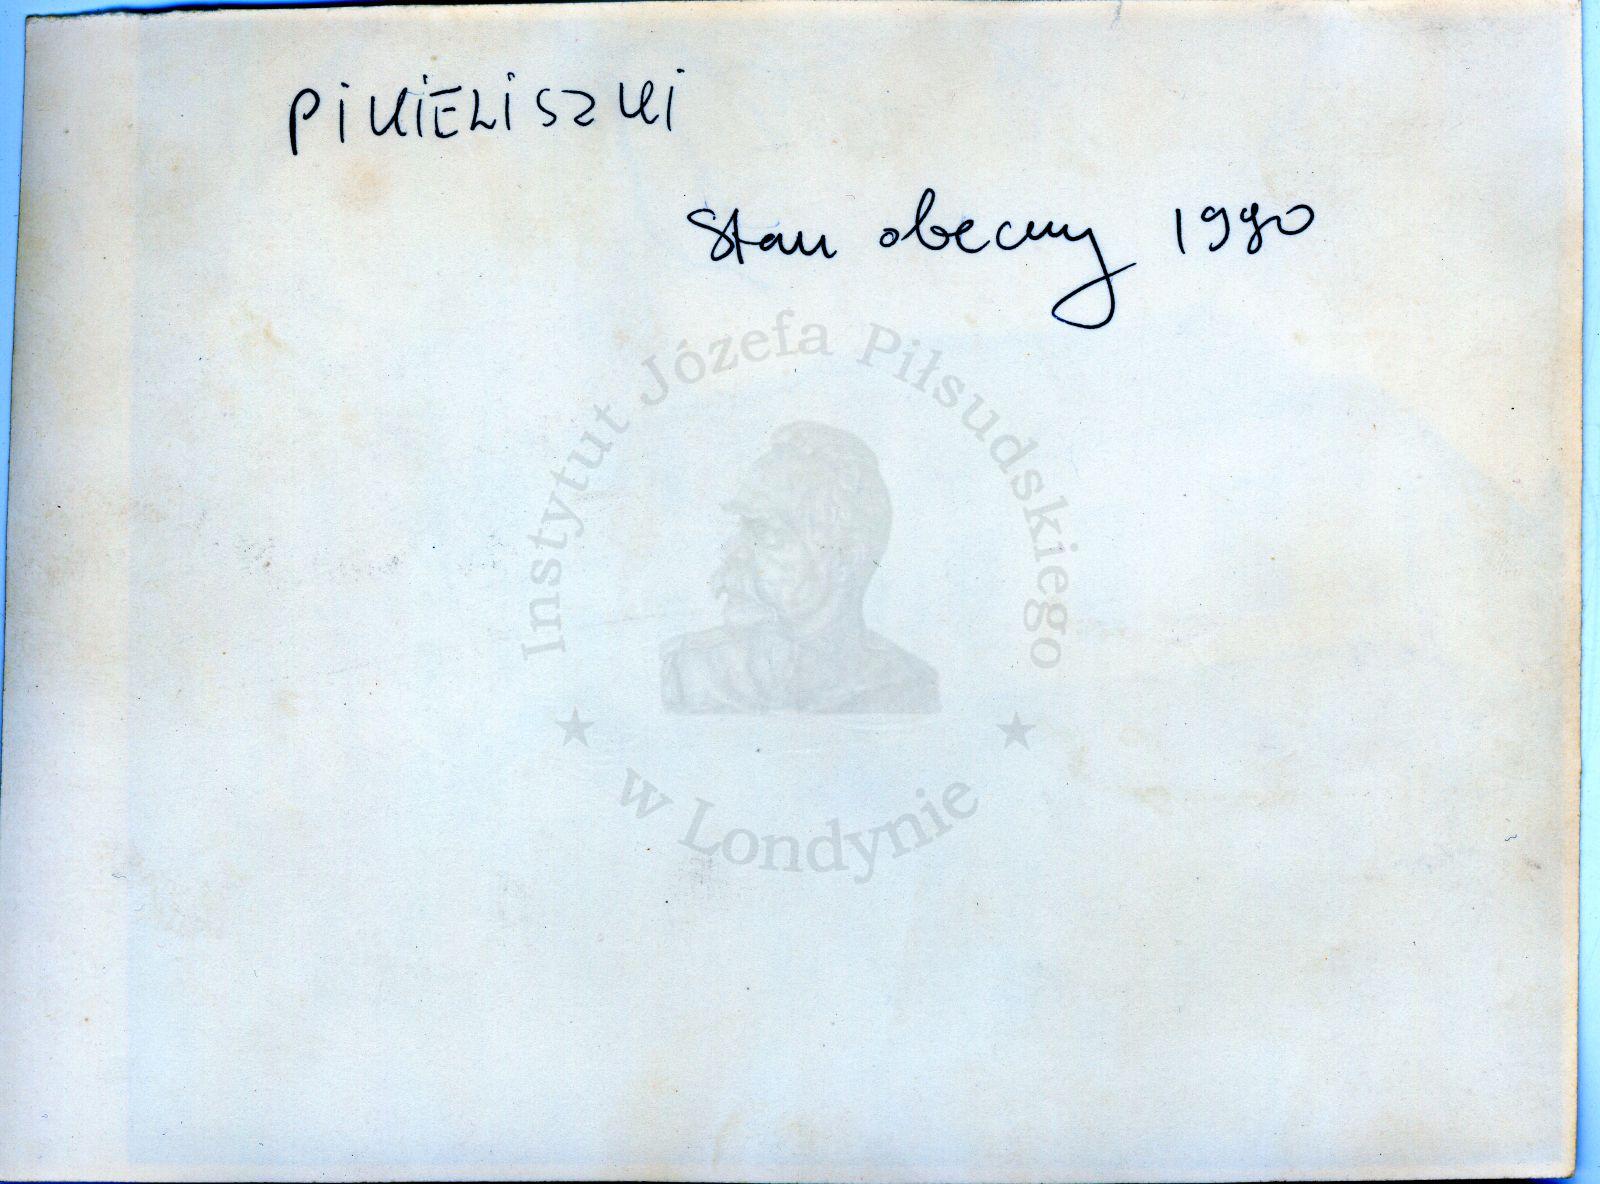 PIKIELISZKI
Stan obecny 1990
Instytut Józefa Piłsudskiego
w Londynie